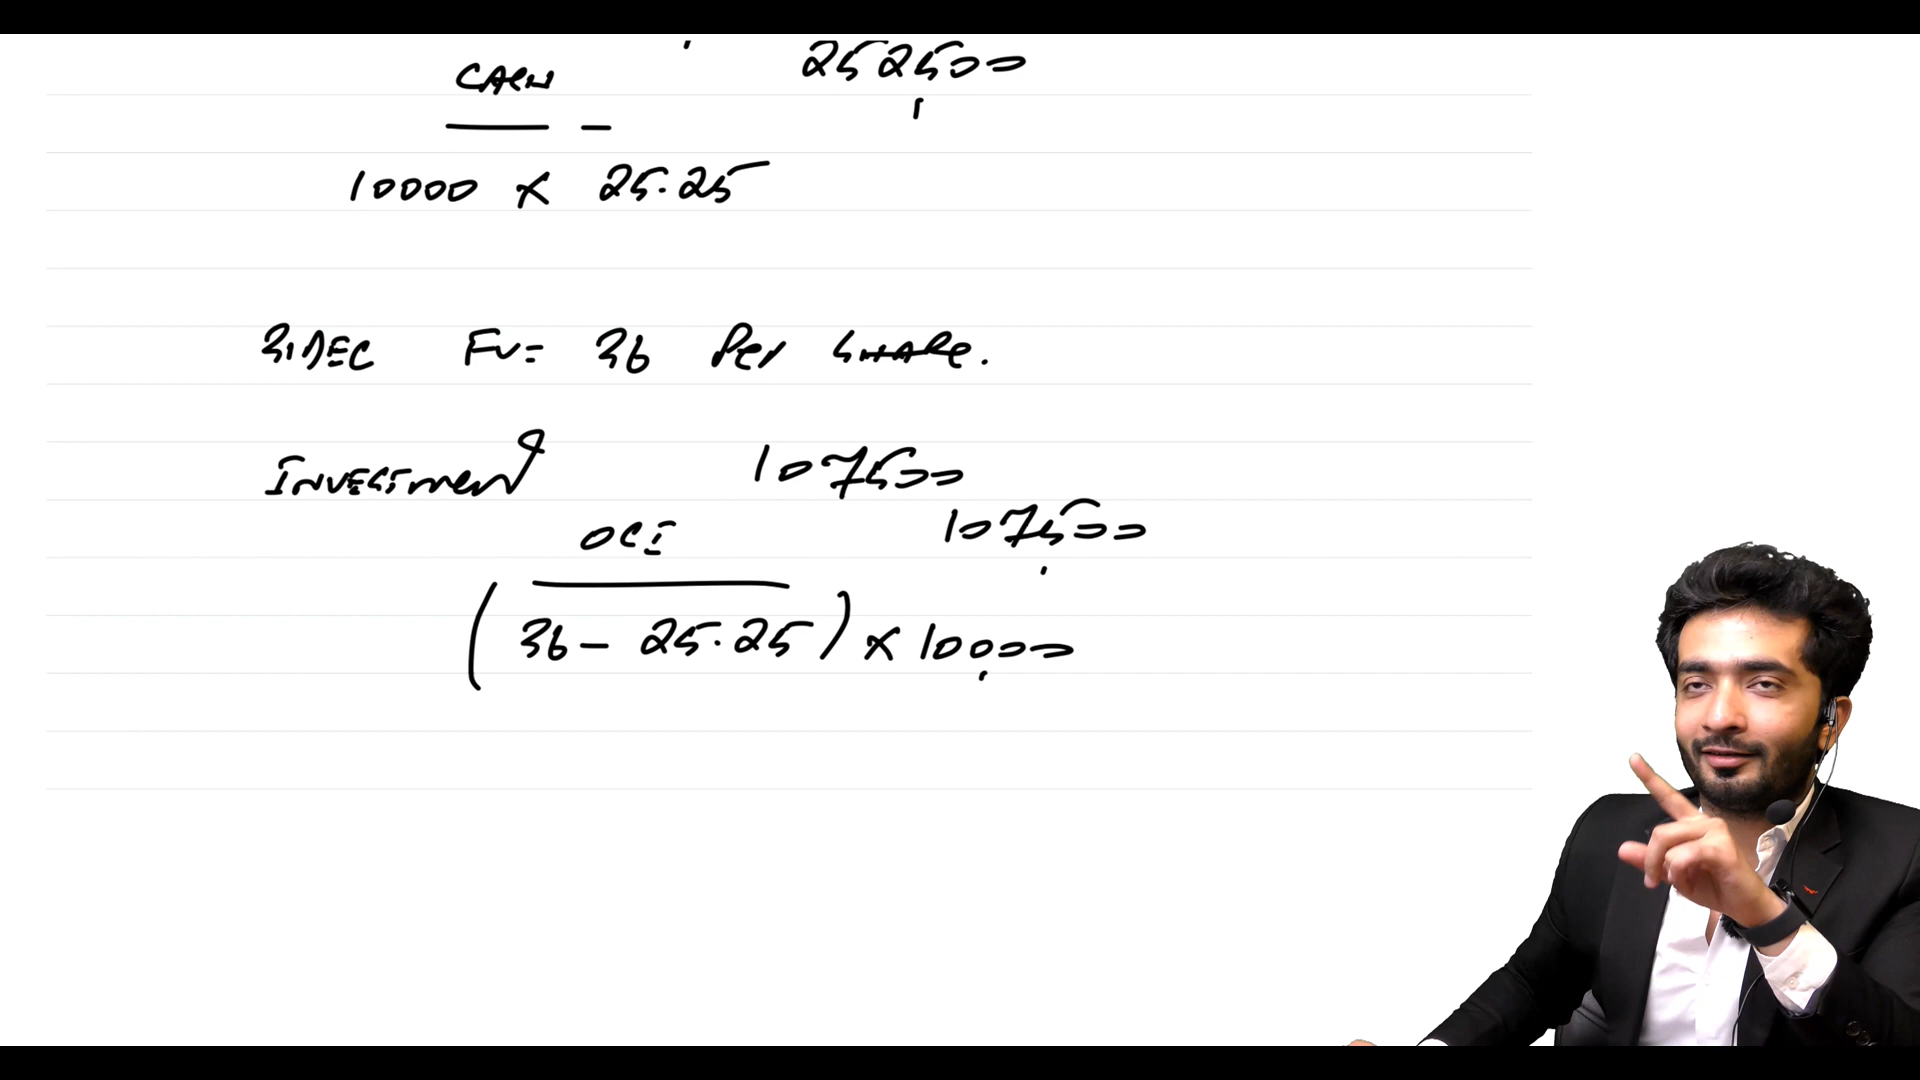 252500
CASH
10000 x 25.25
31 DEC FV = 36 Per SHARE.
INVESTMENT 107500
OCI 107500
(36 - 25.25) x 10000